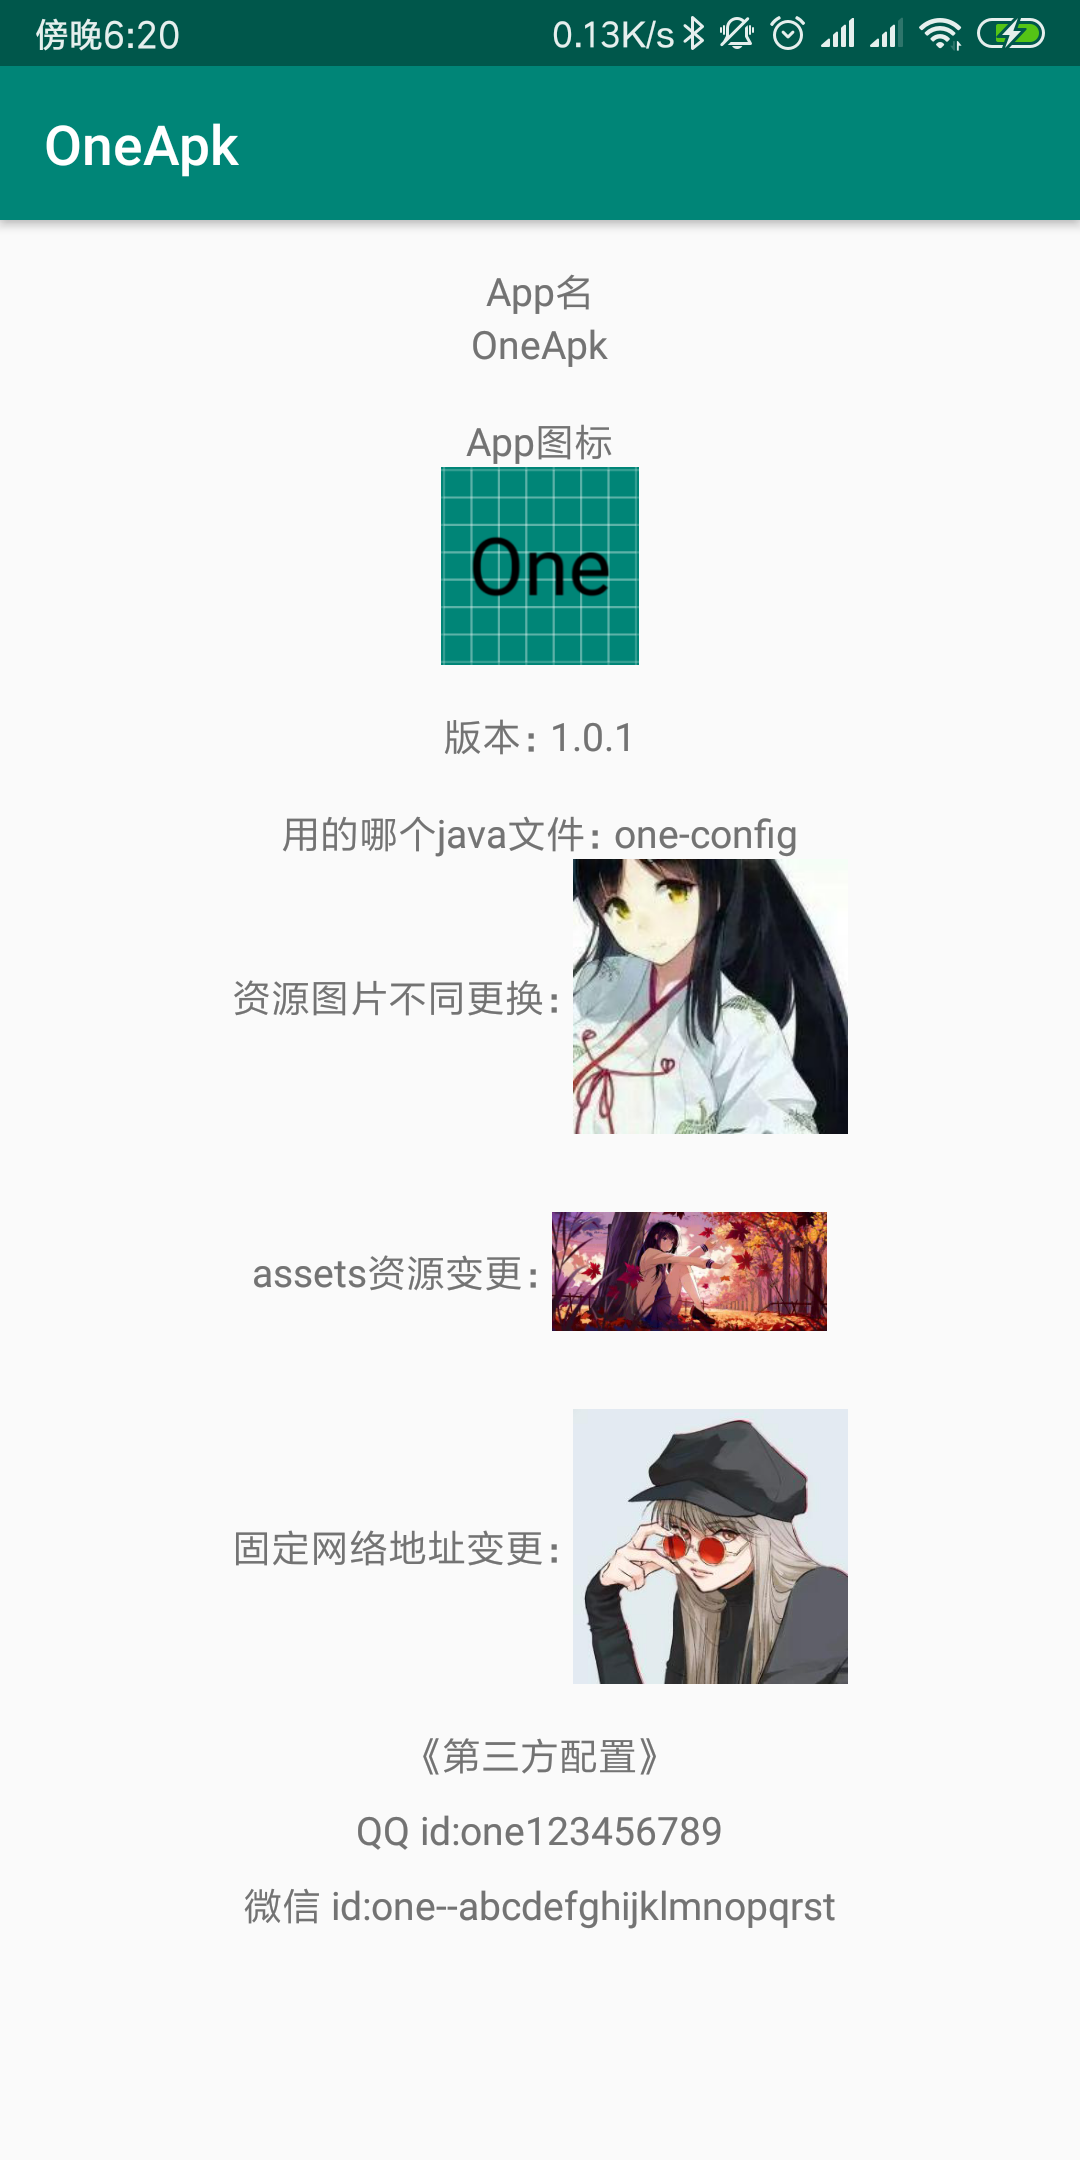 傍晚6:20
0.13K/s
OneApk
App名
OneApk
App图标
One
版本：1.0.1
用的哪个java文件：one-config
资源图片不同更换：
assets资源变更：
固定网络地址变更：
《第三方配置》
QQ id:one123456789
微信 id:one--abcdefghijklmnopqrst